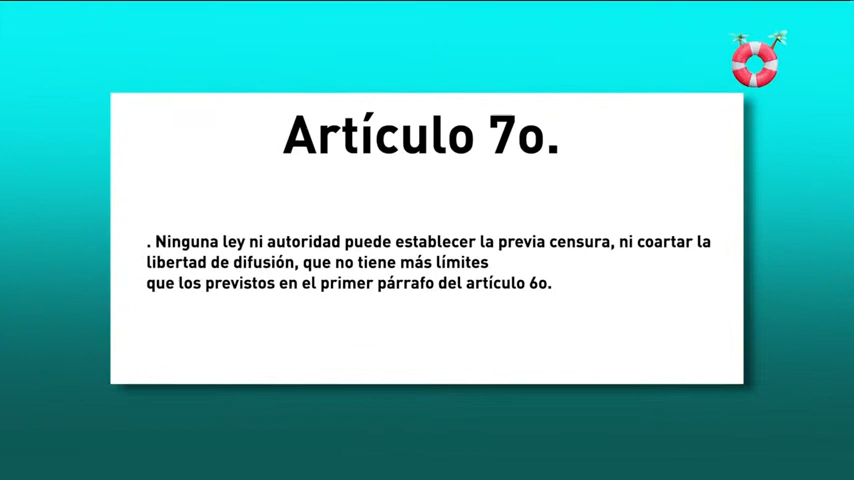 Artículo 7o.
. Ninguna ley ni autoridad puede establecer la previa censura, ni coartar la
libertad de difusión, que no tiene más límites
que los previstos en el primer párrafo del artículo 6o.